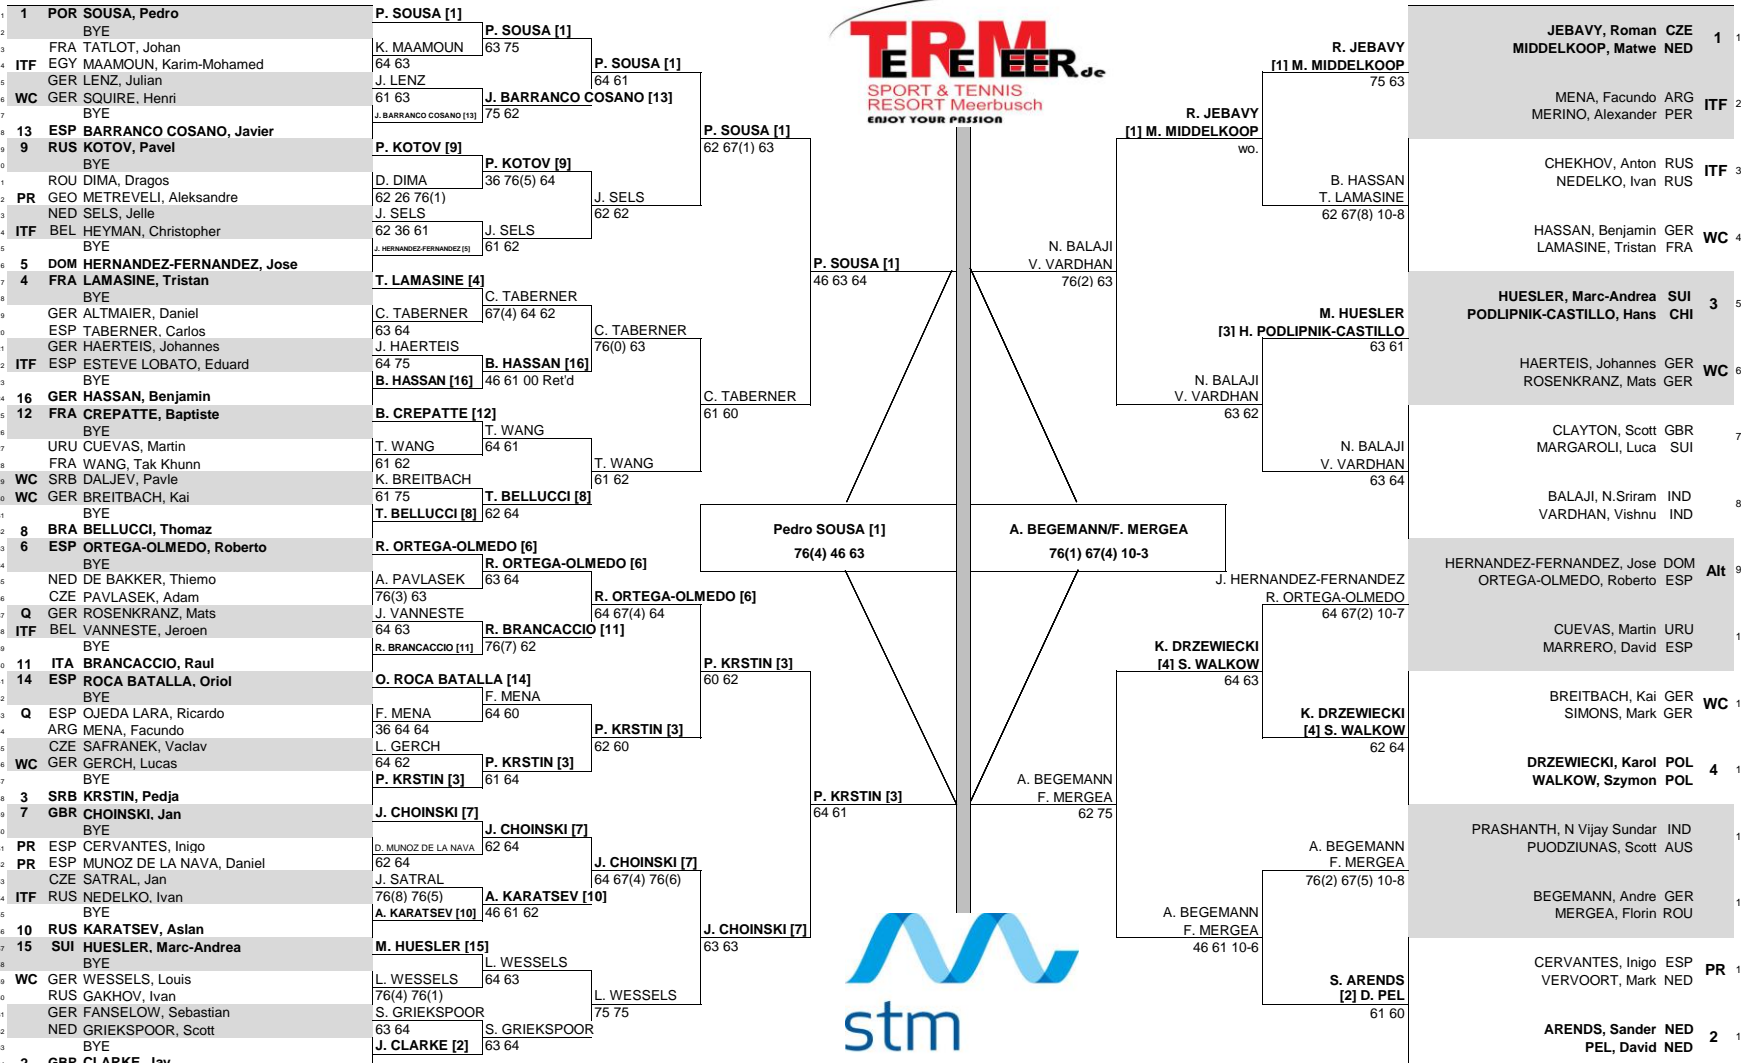 1 POR SOUSA, Pedro
BYE
FRA TATLOT, Johan
ITF EGY MAAMOUN, Karim-Mohamed
GER LENZ, Julian
WC GER SQUIRE, Henri
BYE
13 ESP BARRANCO COSANO, Javier
9 RUS KOTOV, Pavel
BYE
ROU DIMA, Dragos
PR GEO METREVELI, Aleksandre
NED SELS, Jelle
ITF BEL HEYMAN, Christopher
BYE
5 DOM HERNANDEZ-FERNANDEZ, Jose
4 FRA LAMASINE, Tristan
BYE
GER ALTMAIER, Daniel
ESP TABERNER, Carlos
GER HAERTEIS, Johannes
ITF ESP ESTEVE LOBATO, Eduard
BYE
16 GER HASSAN, Benjamin
12 FRA CREPATTE, Baptiste
BYE
URU CUEVAS, Martin
FRA WANG, Tak Khunn
WC SRB DALJEV, Pavle
WC GER BREITBACH, Kai
BYE
8 BRA BELLUCCI, Thomaz
6 ESP ORTEGA-OLMEDO, Roberto
BYE
NED DE BAKKER, Thiemo
CZE PAVLASEK, Adam
Q GER ROSENKRANZ, Mats
ITF BEL VANNESTE, Jeroen
BYE
11 ITA BRANCACCIO, Raul
14 ESP ROCA BATALLA, Oriol
BYE
Q ESP OJEDA LARA, Ricardo
ARG MENA, Facundo
CZE SAFRANEK, Vaclav
WC GER GERCH, Lucas
BYE
3 SRB KRSTIN, Pedja
7 GBR CHOINSKI, Jan
BYE
PR ESP CERVANTES, Inigo
PR ESP MUNOZ DE LA NAVA, Daniel
CZE SATRAL, Jan
ITF RUS NEDELKO, Ivan
BYE
10 RUS KARATSEV, Aslan
15 SUI HUESLER, Marc-Andrea
BYE
WC GER WESSELS, Louis
RUS GAKHOV, Ivan
GER FANSELOW, Sebastian
NED GRIEKSPOOR, Scott
BYE
2 GBR CLARKE, Jay
P. SOUSA [1]
K. MAAMOUN
64 63
J. LENZ
61 63
J. BARRANCO COSANO [13]
P. KOTOV [9]
D. DIMA
62 26 76(1)
J. SELS
62 36 61
J. HERNANDEZ-FERNANDEZ [5]
T. LAMASINE [4]
C. TABERNER
63 64
J. HAERTEIS
64 75
B. HASSAN [16]
B. CREPATTE [12]
T. WANG
61 62
K. BREITBACH
61 75
T. BELLUCCI [8]
R. ORTEGA-OLMEDO [6]
A. PAVLASEK
76(3) 63
J. VANNESTE
64 63
R. BRANCACCIO [11]
O. ROCA BATALLA [14]
F. MENA
36 64 64
L. GERCH
64 62
P. KRSTIN [3]
J. CHOINSKI [7]
D. MUNOZ DE LA NAVA
62 64
J. SATRAL
76(8) 76(5)
A. KARATSEV [10]
M. HUESLER [15]
L. WESSELS
76(4) 76(1)
S. GRIEKSPOOR
63 64
J. CLARKE [2]
P. SOUSA [1]
63 75
J. BARRANCO COSANO [13]
75 62
P. KOTOV [9]
36 76(5) 64
J. SELS
61 62
C. TABERNER
67(4) 64 62
B. HASSAN [16]
46 61 00 Ret'd
T. WANG
64 61
T. BELLUCCI [8]
62 64
R. ORTEGA-OLMEDO [6]
63 64
R. BRANCACCIO [11]
76(7) 62
F. MENA
64 60
P. KRSTIN [3]
61 64
J. CHOINSKI [7]
62 64
A. KARATSEV [10]
46 61 62
L. WESSELS
64 63
S. GRIEKSPOOR
63 64
P. SOUSA [1]
64 61
J. SELS
62 62
C. TABERNER
76(0) 63
T. WANG
61 62
R. ORTEGA-OLMEDO [6]
64 67(4) 64
P. KRSTIN [3]
62 60
J. CHOINSKI [7]
64 67(4) 76(6)
L. WESSELS
75 75
P. SOUSA [1]
62 67(1) 63
C. TABERNER
61 60
P. KRSTIN [3]
60 62
J. CHOINSKI [7]
63 63
P. SOUSA [1]
46 63 64
P. KRSTIN [3]
64 61
TEREMEER.de
SPORT & TENNIS
RESORT Meerbusch
ENJOY YOUR PASSION
Pedro SOUSA [1]
76(4) 46 63
A. BEGEMANN/F. MERGEA
76(1) 67(4) 10-3
stm
N. BALAJI
V. VARDHAN
76(2) 63
A. BEGEMANN
F. MERGEA
62 75
R. JEBAVY
[1] M. MIDDELKOOP
wo.
N. BALAJI
V. VARDHAN
63 62
K. DRZEWIECKI
[4] S. WALKOW
64 63
A. BEGEMANN
F. MERGEA
46 61 10-6
R. JEBAVY
[1] M. MIDDELKOOP
75 63
B. HASSAN
T. LAMASINE
62 67(8) 10-8
M. HUESLER
[3] H. PODLIPNIK-CASTILLO
63 61
N. BALAJI
V. VARDHAN
63 64
J. HERNANDEZ-FERNANDEZ
R. ORTEGA-OLMEDO
64 67(2) 10-7
K. DRZEWIECKI
[4] S. WALKOW
62 64
A. BEGEMANN
F. MERGEA
76(2) 67(5) 10-8
S. ARENDS
[2] D. PEL
61 60
JEBAVY, Roman CZE
MIDDELKOOP, Matwe NED
1 1
MENA, Facundo ARG
MERINO, Alexander PER
ITF 2
CHEKHOV, Anton RUS
NEDELKO, Ivan RUS
ITF 3
HASSAN, Benjamin GER
LAMASINE, Tristan FRA
WC 4
HUESLER, Marc-Andrea SUI
PODLIPNIK-CASTILLO, Hans CHI
3 5
HAERTEIS, Johannes GER
ROSENKRANZ, Mats GER
WC 6
CLAYTON, Scott GBR
MARGAROLI, Luca SUI
7
BALAJI, N.Sriram IND
VARDHAN, Vishnu IND
8
HERNANDEZ-FERNANDEZ, Jose DOM
ORTEGA-OLMEDO, Roberto ESP
Alt 9
CUEVAS, Martin URU
MARRERO, David ESP
1
BREITBACH, Kai GER
SIMONS, Mark GER
WC 1
DRZEWIECKI, Karol POL
WALKOW, Szymon POL
4 1
PRASHANTH, N Vijay Sundar IND
PUODZIUNAS, Scott AUS
1
BEGEMANN, Andre GER
MERGEA, Florin ROU
1
CERVANTES, Inigo ESP
VERVOORT, Mark NED
PR 1
ARENDS, Sander NED
PEL, David NED
2 1